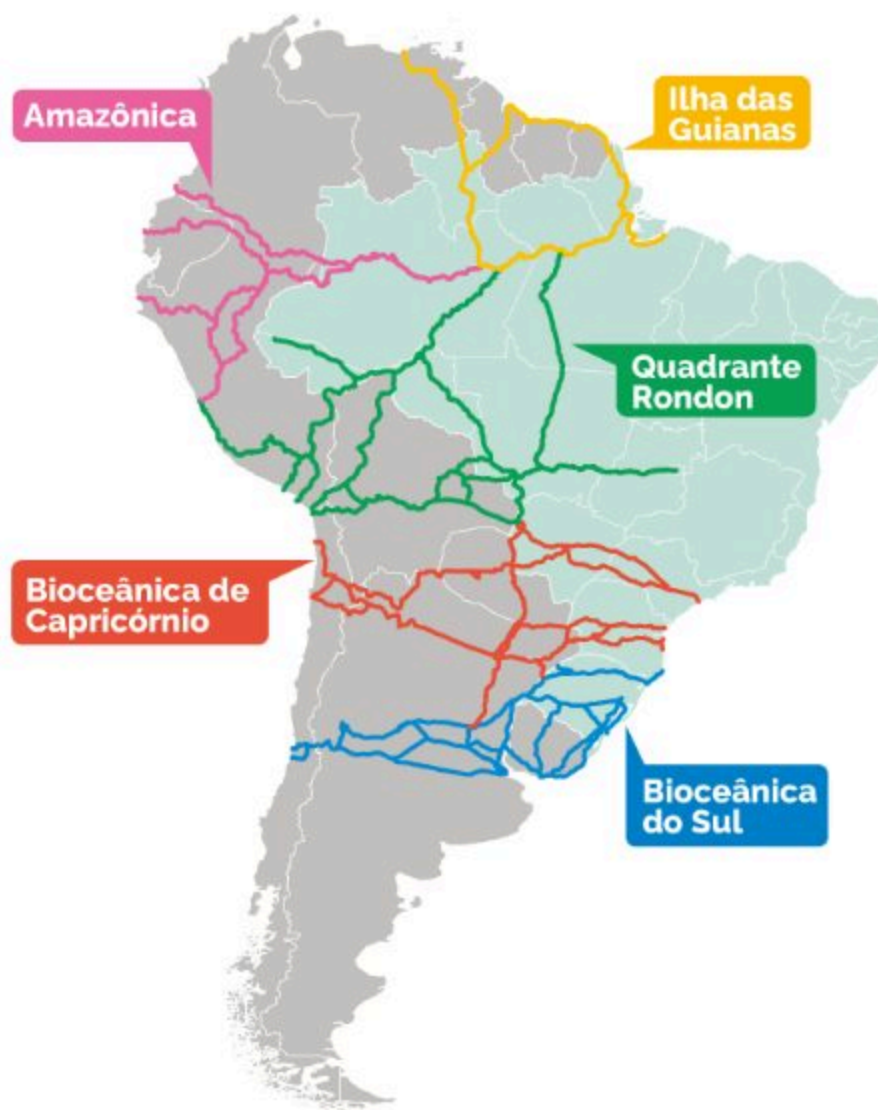 Amazônica
Ilha das
Guianas
Quadrante
Rondon
Bioceânica de
Capricórnio
Bioceânica
do Sul